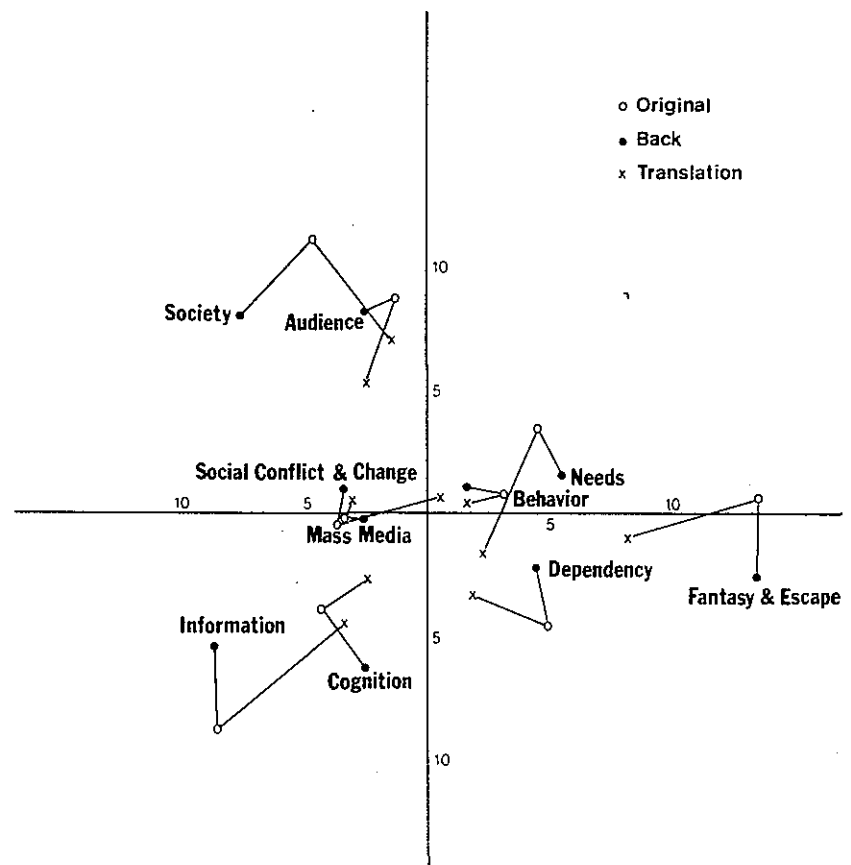 o Original
● Back
x Translation
10
Society
Audience
5
Social Conflict & Change
Needs
10
5
Behavior
5
10
Mass Media
Dependency
Fantasy & Escape
Information
5
Cognition
10